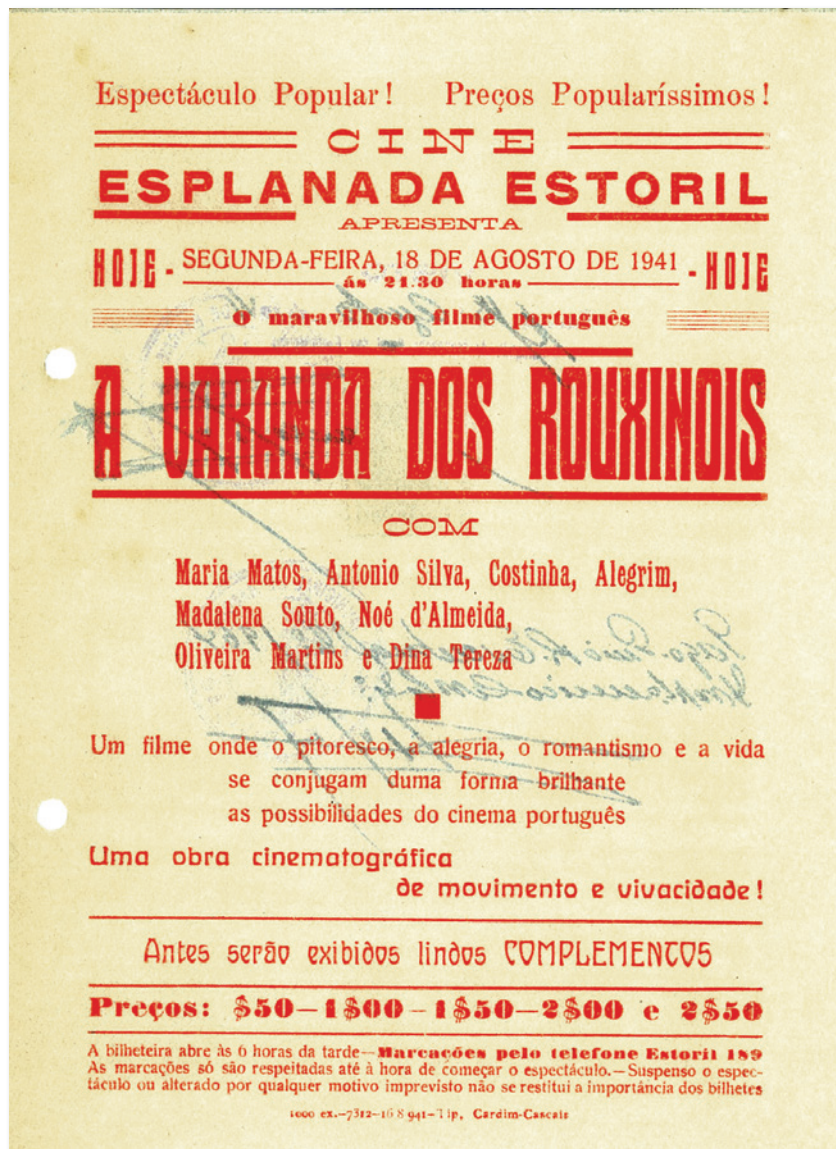 Espectáculo Popular! Preços Popularíssimos!
CINE
ESPLANADA ESTORIL
APRESENTA
HOJE - SEGUNDA-FEIRA, 18 DE AGOSTO DE 1941 - HOJE
ás 21.30 horas
O maravilhoso filme português
A VARANDA DOS ROUXINOIS
COM
Maria Matos, Antonio Silva, Costinha, Alegrim,
Madalena Souto, Noé d'Almeida,
Oliveira Martins e Dina Tereza
Um filme onde o pitoresco, a alegria, o romantismo e a vida
se conjugam duma forma brilhante
as possibilidades do cinema português
Uma obra cinematográfica
de movimento e vivacidade!
Antes serão exibidos lindos COMPLEMENTOS
Preços: $50—1$00—1$50—2$00 e 2$50
A bilheteira abre às 6 horas da tarde—Marcações pelo telefone Estoril 189
As marcações só são respeitadas até à hora de começar o espectáculo.—Suspenso o espec-
táculo ou alterado por qualquer motivo imprevisto não se restitui a importância dos bilhetes
1000 ex.—7312—16 8 941—Tip. Cardim-Cascais